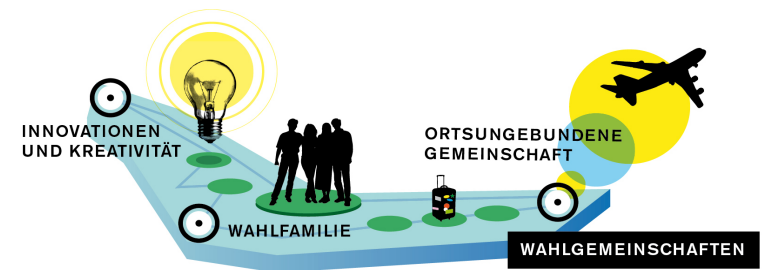 INNOVATIONEN
UND KREATIVITÄT
WAHLFAMILIE
ORTSUNGEBUNDENE
GEMEINSCHAFT
WAHLGEMEINSCHAFTEN